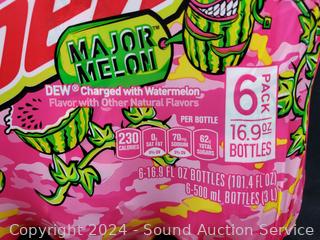 MAJOR
MELON
DEW® Charged with Watermelon
Flavor with Other Natural Flavors
6
PACK
16.9 OZ
BOTTLES
PER BOTTLE
230
CALORIES
0g
SAT FAT
70mg
SODIUM
62g
TOTAL
SUGARS
6-16.9 FL OZ BOTTLES (101.4 FL OZ)
6-500 mL BOTTLES (3 L)
Copyright © 2024 - Sound Auction Service